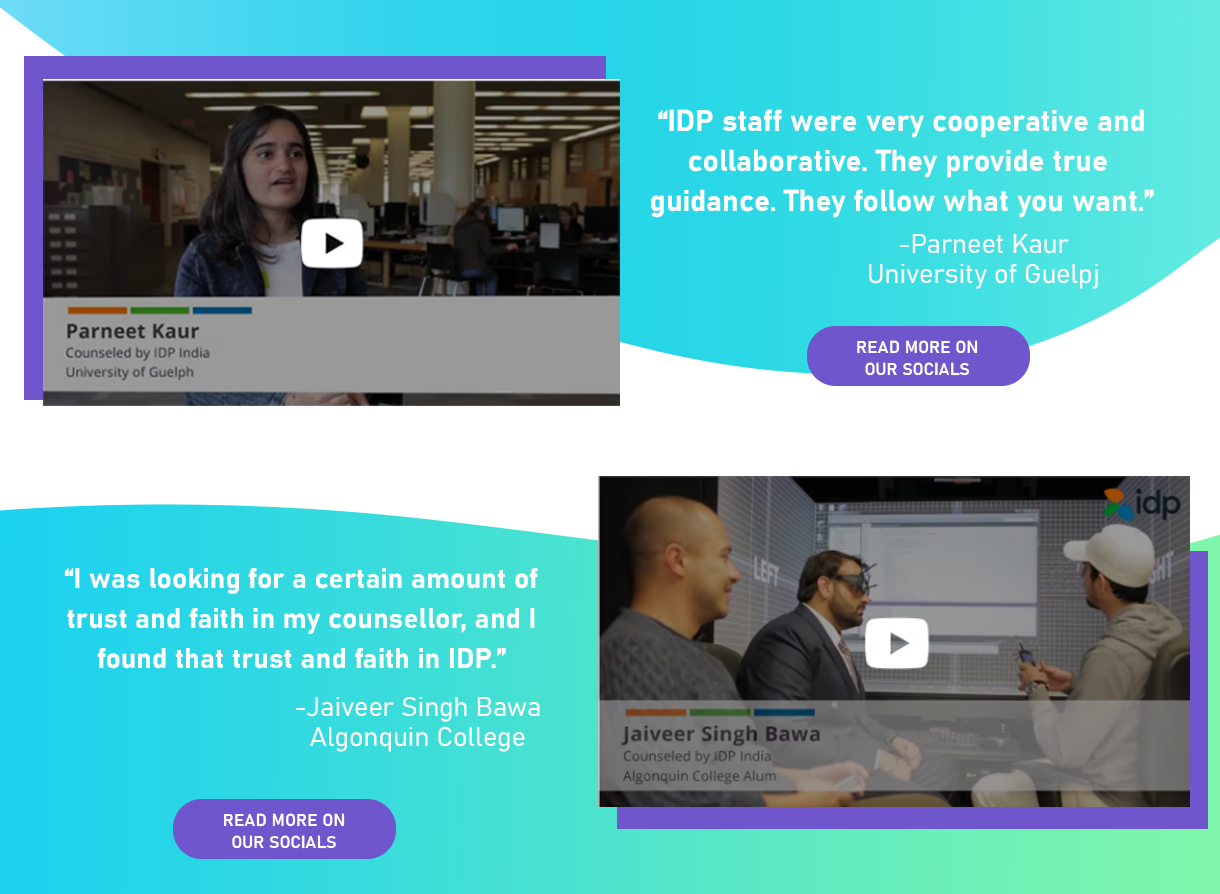 “IDP staff were very cooperative and
collaborative. They provide true
guidance. They follow what you want.”
-Parneet Kaur
University of Guelpj
READ MORE ON
OUR SOCIALS
Parneet Kaur
Counseled by IDP India
University of Guelph
“I was looking for a certain amount of
trust and faith in my counsellor, and I
found that trust and faith in IDP.”
-Jaiveer Singh Bawa
Algonquin College
READ MORE ON
OUR SOCIALS
idp
LEFT
Jaiveer Singh Bawa
Counseled by IDP India
Algonquin College Alum